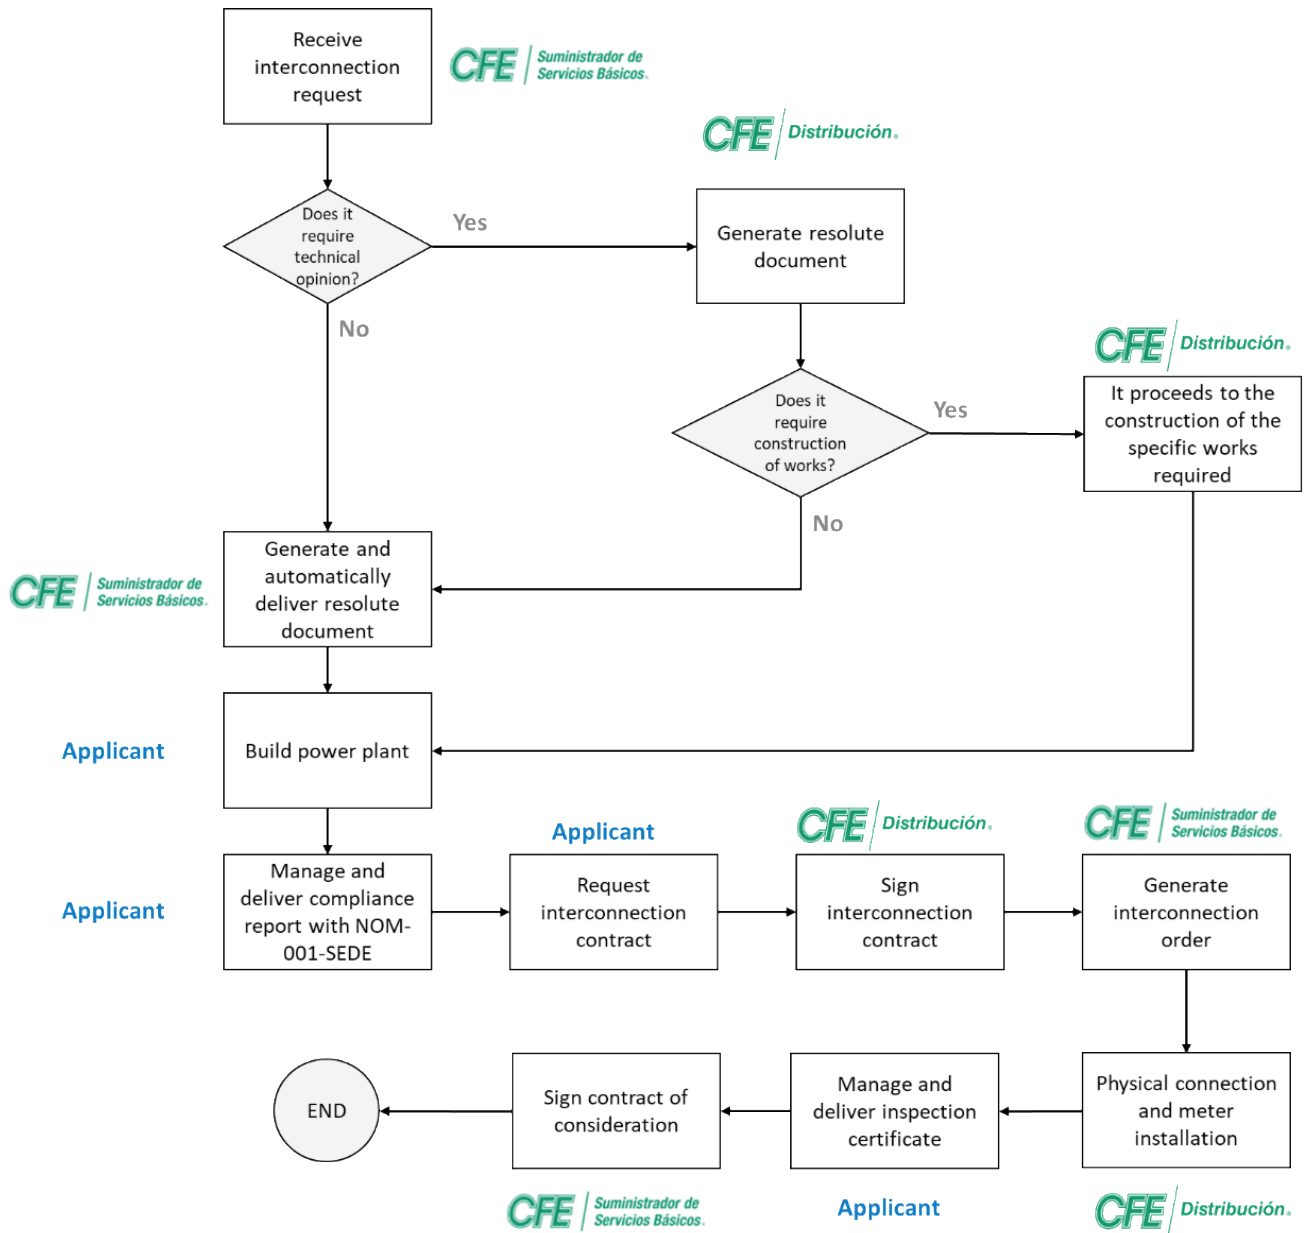 Receive
interconnection
request
CFE Suministrador de
Servicios Básicos®
CFE Distribución®
Does it
require
technical
opinion?
Yes
No
Generate resolute
document
CFE Distribución®
Does it
require
construction
of works?
Yes
No
It proceeds to the
construction of the
specific works
required
CFE Suministrador de
Servicios Básicos®
Generate and
automatically
deliver resolute
document
Applicant
Build power plant
Applicant
Manage and
deliver compliance
report with NOM-
001-SEDE
Applicant
Request
interconnection
contract
CFE Distribución®
Sign
interconnection
contract
CFE Suministrador de
Servicios Básicos®
Generate
interconnection
order
END
Sign contract of
consideration
Manage and
deliver inspection
certificate
Physical connection
and meter
installation
CFE Suministrador de
Servicios Básicos®
Applicant
CFE Distribución®